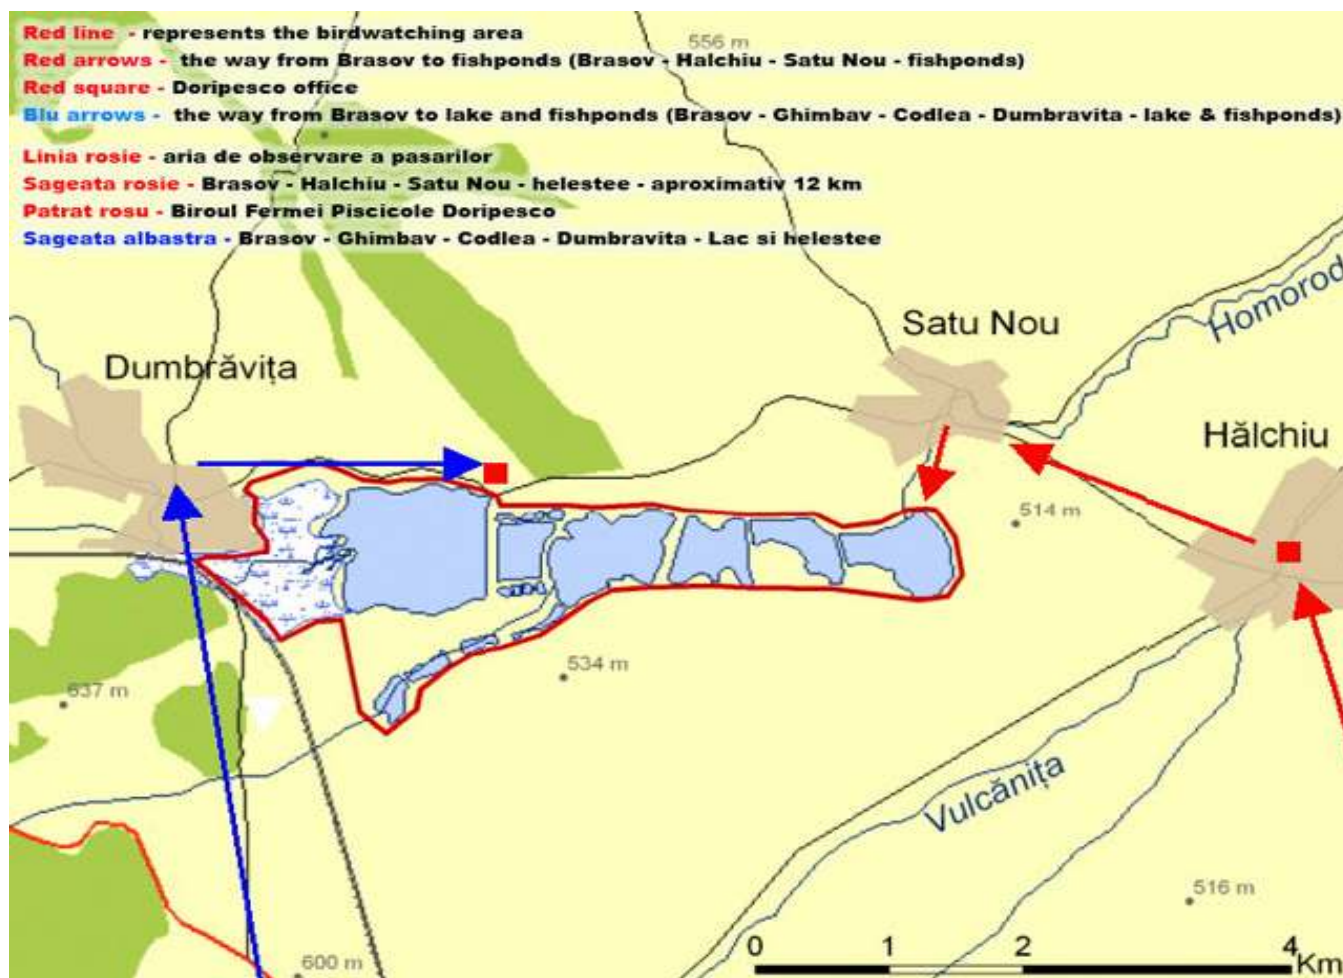 Red line - represents the birdwatching area
556 m
Red arrows - the way from Brasov to fishponds (Brasov - Halchiu - Satu Nou - fishponds)
Red square - Doripesco office
Blu arrows - the way from Brasov to lake and fishponds (Brasov - Ghimbav - Codlea - Dumbravita - lake & fishponds)
Linia rosie - aria de observare a pasarilor
Sageata rosie - Brasov - Halchiu - Satu Nou - helestee - aproximativ 12 km
Patrat rosu - Biroul Fermei Piscicole Doripesco
Sageata albastra - Brasov - Ghimbav - Codlea - Dumbravita - Lac si helestee
Homorod
Satu Nou
Dumbrăvița
Hălchiu
514 m
534 m
637 m
Vulcănița
516 m
600 m
0 1 2 4 Km